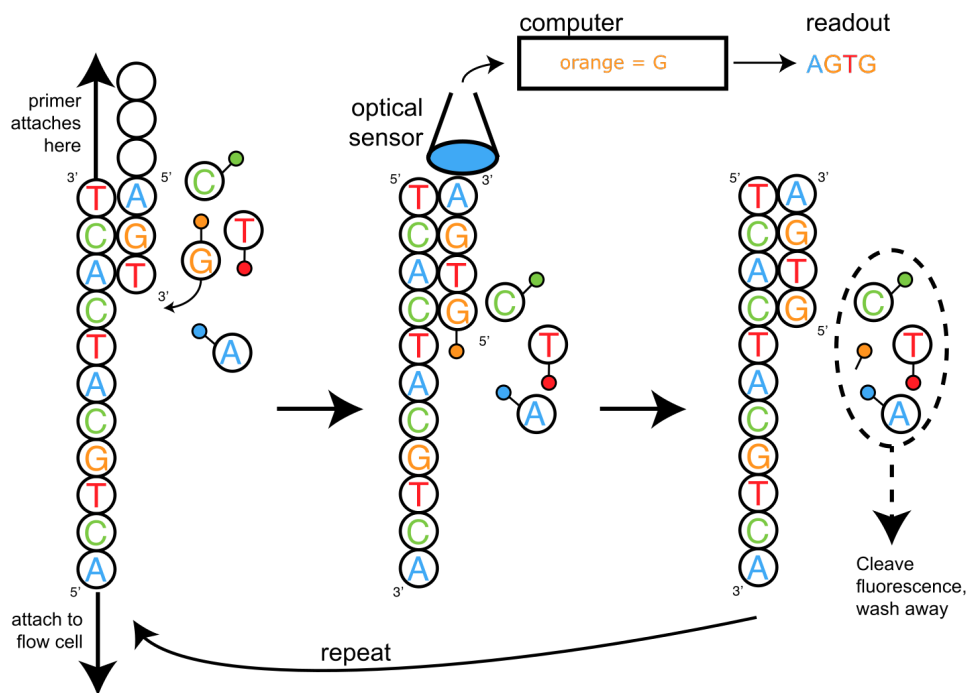 computer
readout
orange = G
AGTG
optical
sensor
primer
attaches
here
3'
5'
T
A
C
G
A
T
C
T
A
C
G
T
C
A
3'
5'
C
T
G
A
attach to
flow cell
5'
3'
T
A
C
G
A
T
C
G
T
A
C
G
T
C
A
5'
3'
C
T
A
5'
3'
T
A
C
G
A
T
C
G
T
A
C
G
T
C
A
5'
3'
C
T
A
Cleave
fluorescence,
wash away
repeat